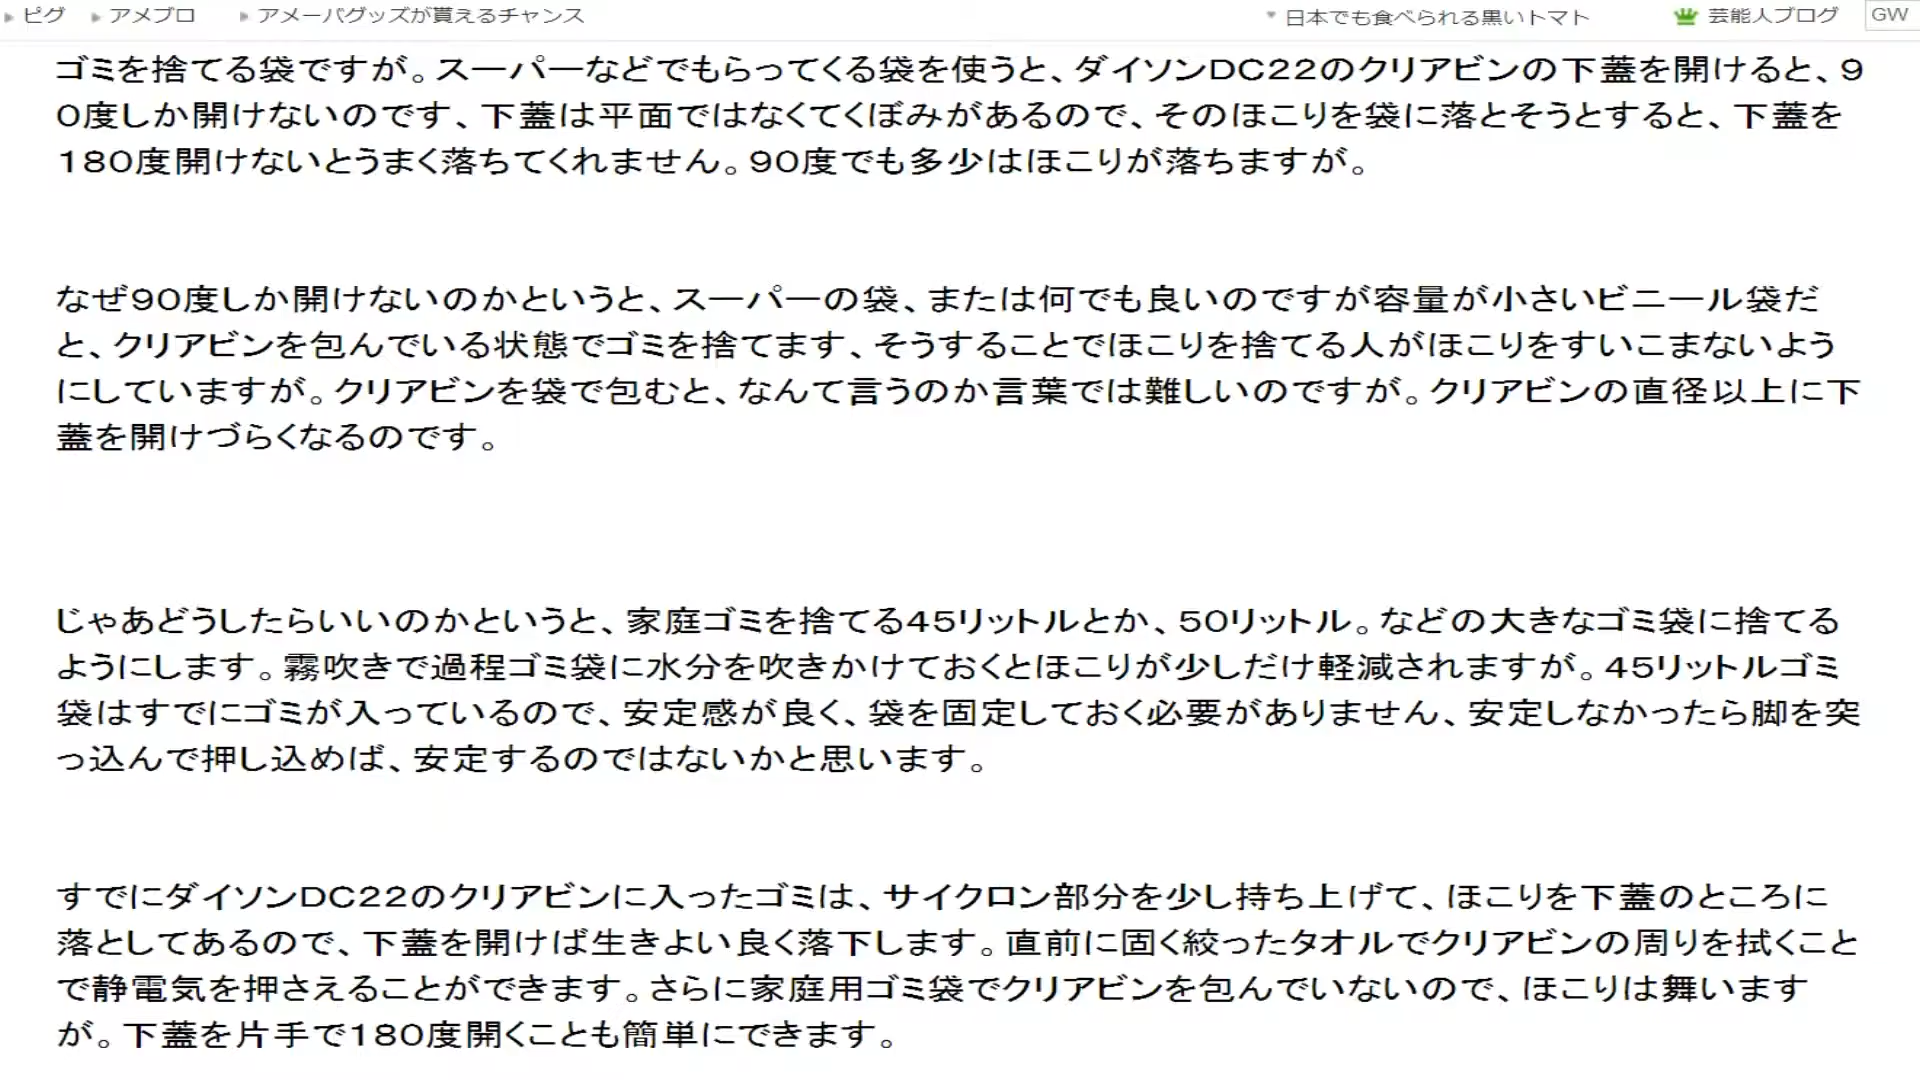 ピグ アメブロ アメーバグッズが貰えるチャンス 日本でも食べられる黒いトマト 芸能人ブログ GW
ゴミを捨てる袋ですが。スーパーなどでもらってくる袋を使うと、ダイソンDC22のクリアビンの下蓋を開けると、9
0度しか開けないのです、下蓋は平面ではなくてくぼみがあるので、そのほこりを袋に落とそうとすると、下蓋を
180度開けないとうまく落ちてくれません。90度でも多少はほこりが落ちますが。
なぜ90度しか開けないのかというと、スーパーの袋、または何でも良いのですが容量が小さいビニール袋だ
と、クリアビンを包んでいる状態でゴミを捨てます、そうすることでほこりを捨てる人がほこりをすいこまないよう
にしていますが。クリアビンを袋で包むと、なんて言うのか言葉では難しいのですが。クリアビンの直径以上に下
蓋を開けづらくなるのです。
じゃあどうしたらいいのかというと、家庭ゴミを捨てる45リットルとか、50リットル。などの大きなゴミ袋に捨てる
ようにします。霧吹きで過程ゴミ袋に水分を吹きかけておくとほこりが少しだけ軽減されますが。45リットルゴミ
袋はすでにゴミが入っているので、安定感が良く、袋を固定しておく必要がありません、安定しなかったら脚を突
っ込んで押し込めば、安定するのではないかと思います。
すでにダイソンDC22のクリアビンに入ったゴミは、サイクロン部分を少し持ち上げて、ほこりを下蓋のところに
落としてあるので、下蓋を開けば生きよい良く落下します。直前に固く絞ったタオルでクリアビンの周りを拭くこと
で静電気を押さえることができます。さらに家庭用ゴミ袋でクリアビンを包んでいないので、ほこりは舞います
が。下蓋を片手で180度開くことも簡単にできます。